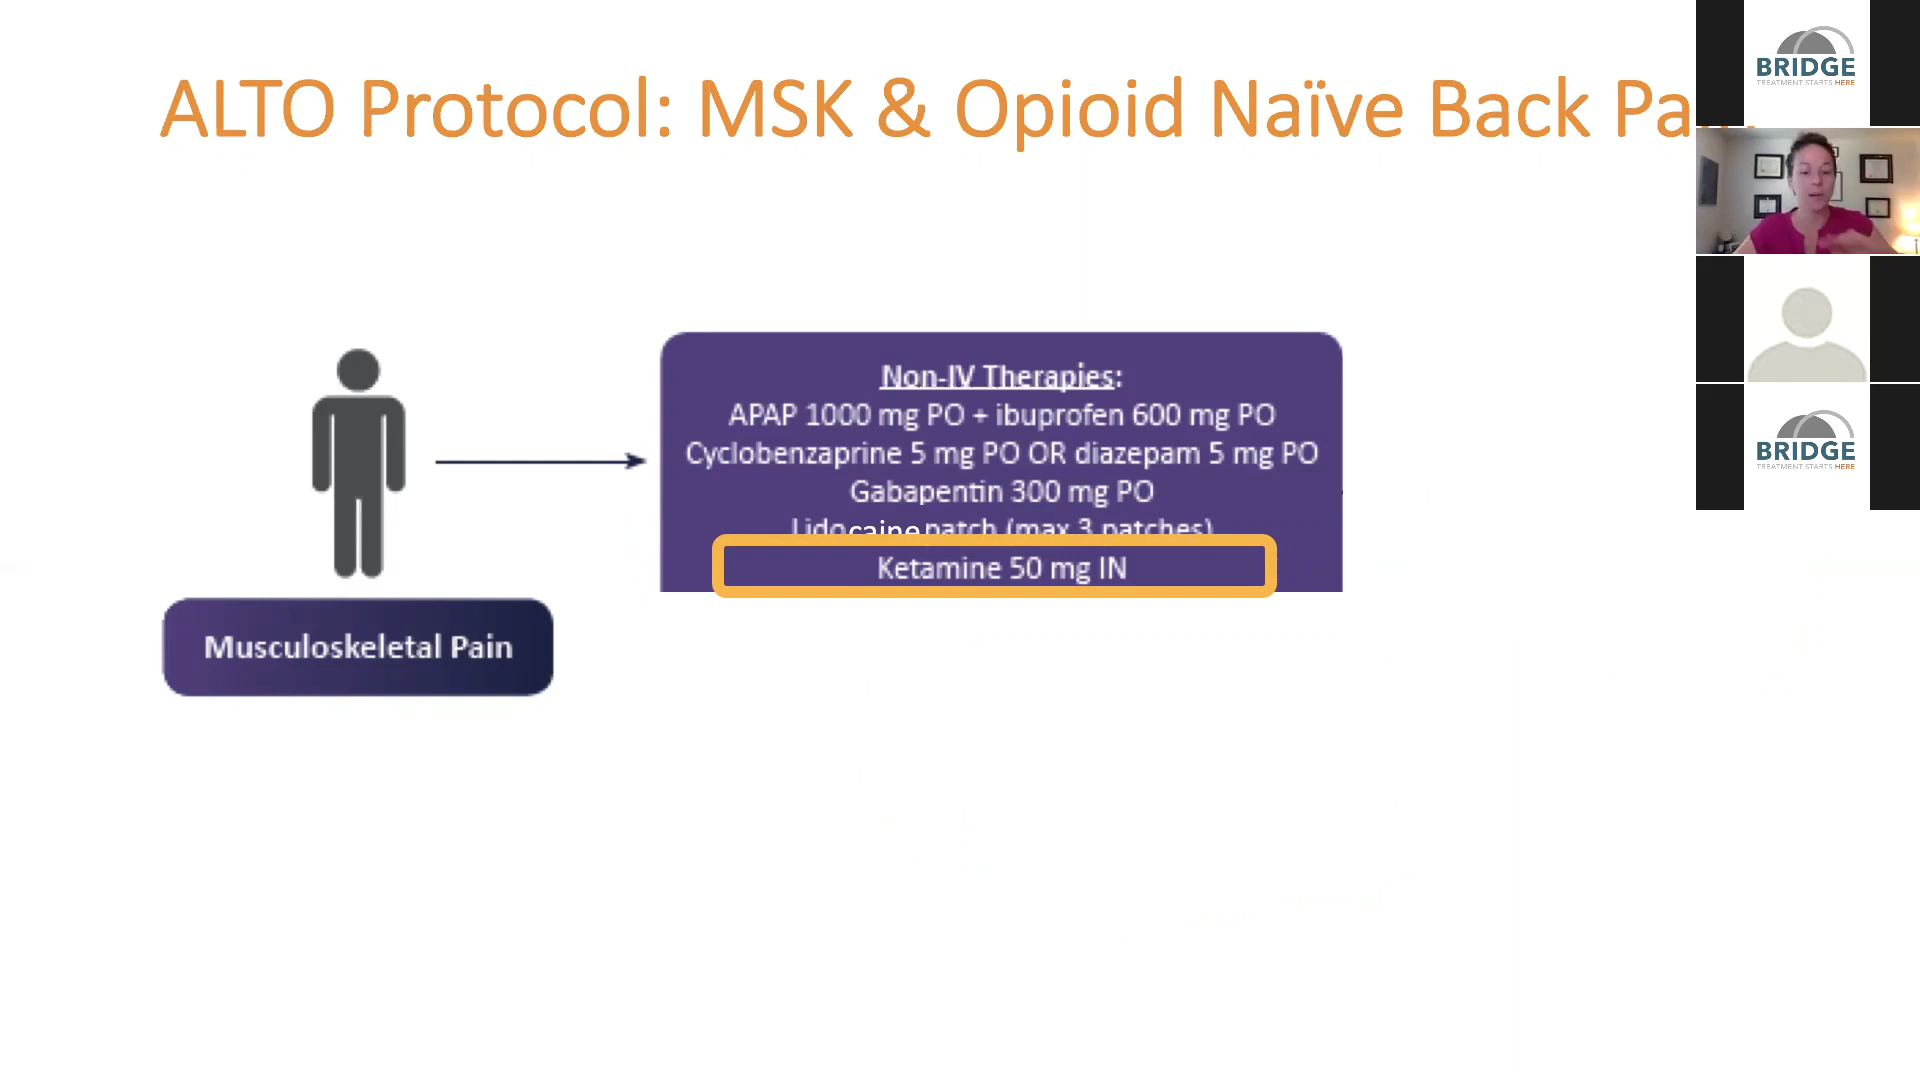 ALTO Protocol: MSK & Opioid Naïve Back Pa
Non-IV Therapies:
APAP 1000 mg PO + ibuprofen 600 mg PO
Cyclobenzaprine 5 mg PO OR diazepam 5 mg PO
Gabapentin 300 mg PO
Lidocaine patch (max 3 patches)
Ketamine 50 mg IN
Musculoskeletal Pain
BRIDGE
TREATMENT STARTS HERE
BRIDGE
TREATMENT STARTS HERE